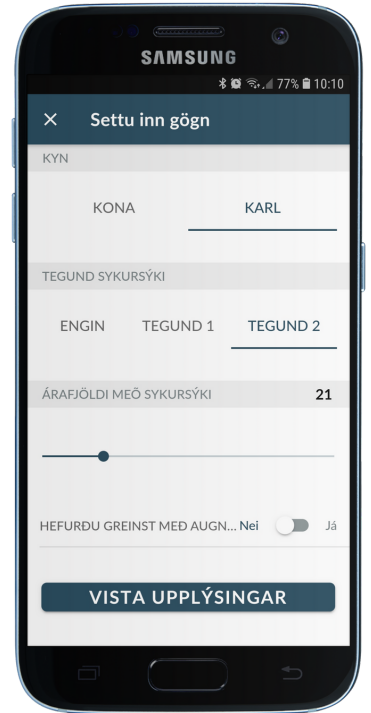 SAMSUNG
77% 10:10
× Settu inn gögn
KYN
KONA KARL
TEGUND SYKURSÝKI
ENGIN TEGUND 1 TEGUND 2
ÁRAFJÖLDI MEÕ SYKURSÝKI 21
HEFURÐU GREINST MEÐ AUGN... Nei Já
VISTA UPPLÝSINGAR